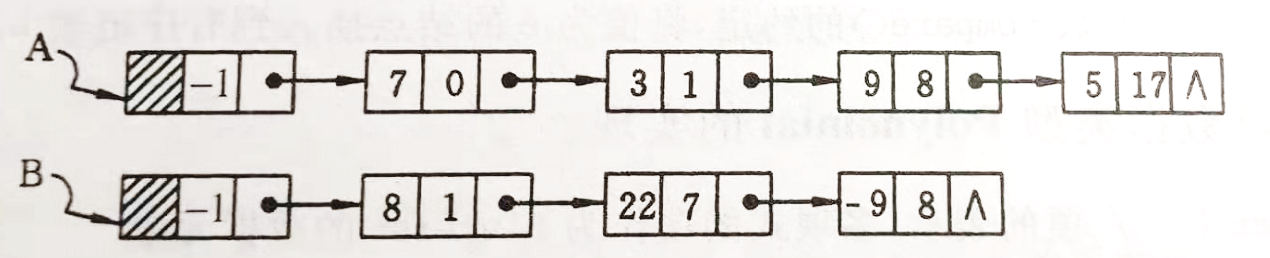 A -1 7 0 3 1 9 8 5 17 ∧
B -1 8 1 22 7 -9 8 ∧